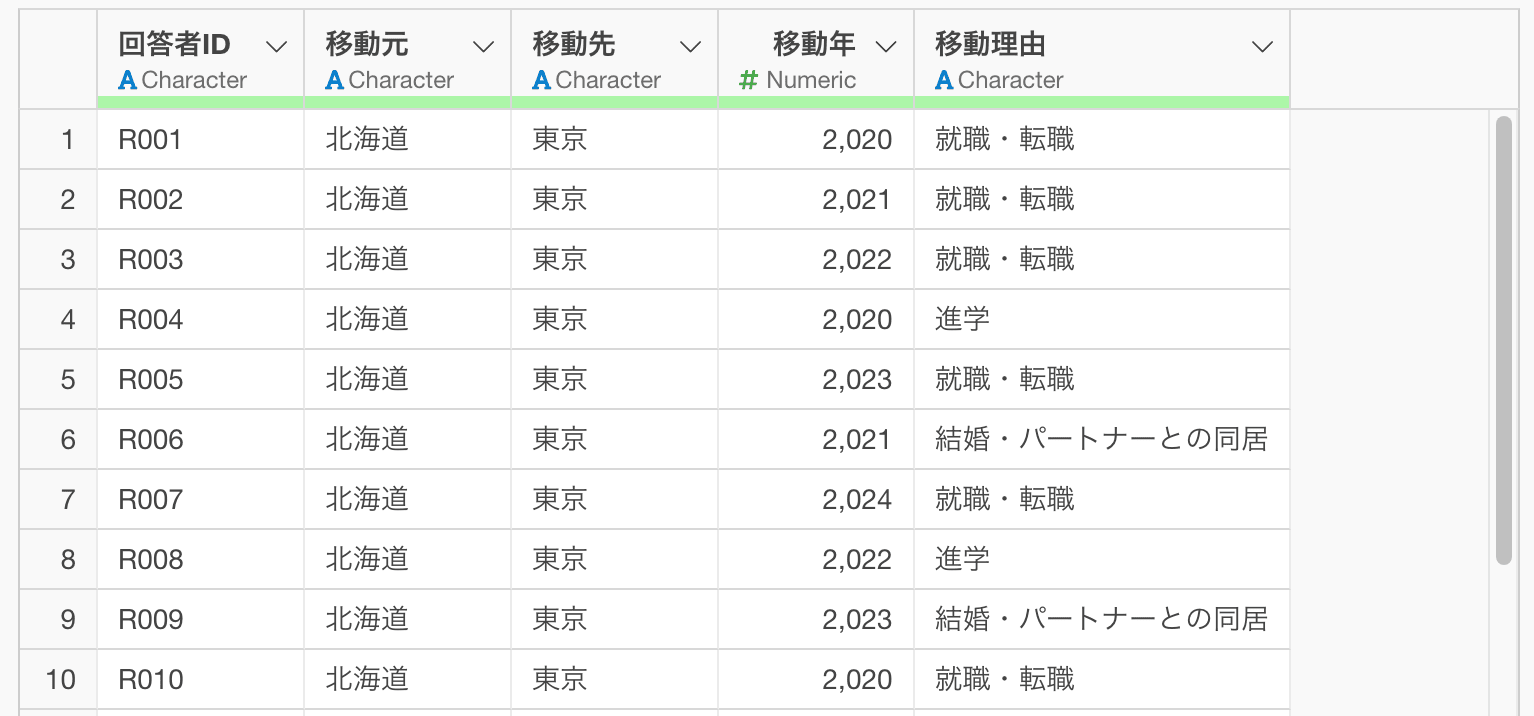 回答者ID 移動元 移動先 移動年 移動理由
Character Character Character Numeric Character
1 R001 北海道 東京 2,020 就職・転職
2 R002 北海道 東京 2,021 就職・転職
3 R003 北海道 東京 2,022 就職・転職
4 R004 北海道 東京 2,020 進学
5 R005 北海道 東京 2,023 就職・転職
6 R006 北海道 東京 2,021 結婚・パートナーとの同居
7 R007 北海道 東京 2,024 就職・転職
8 R008 北海道 東京 2,022 進学
9 R009 北海道 東京 2,023 結婚・パートナーとの同居
10 R010 北海道 東京 2,020 就職・転職